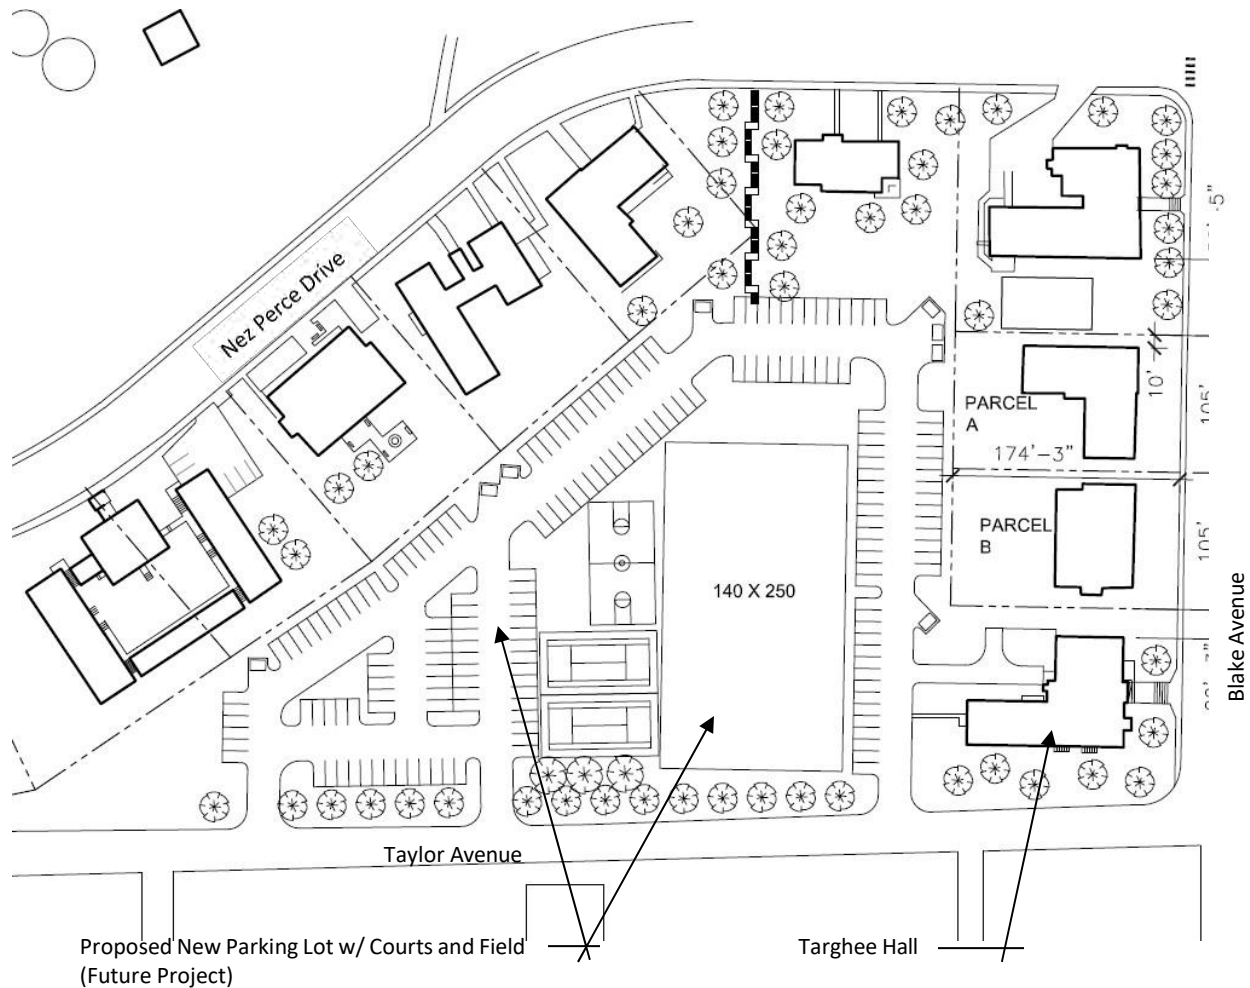 Nez Perce Drive
10'
105'
PARCEL
A
174'-3"
PARCEL
B
105'
140 X 250
Blake Avenue
Taylor Avenue
Proposed New Parking Lot w/ Courts and Field
(Future Project)
Targhee Hall